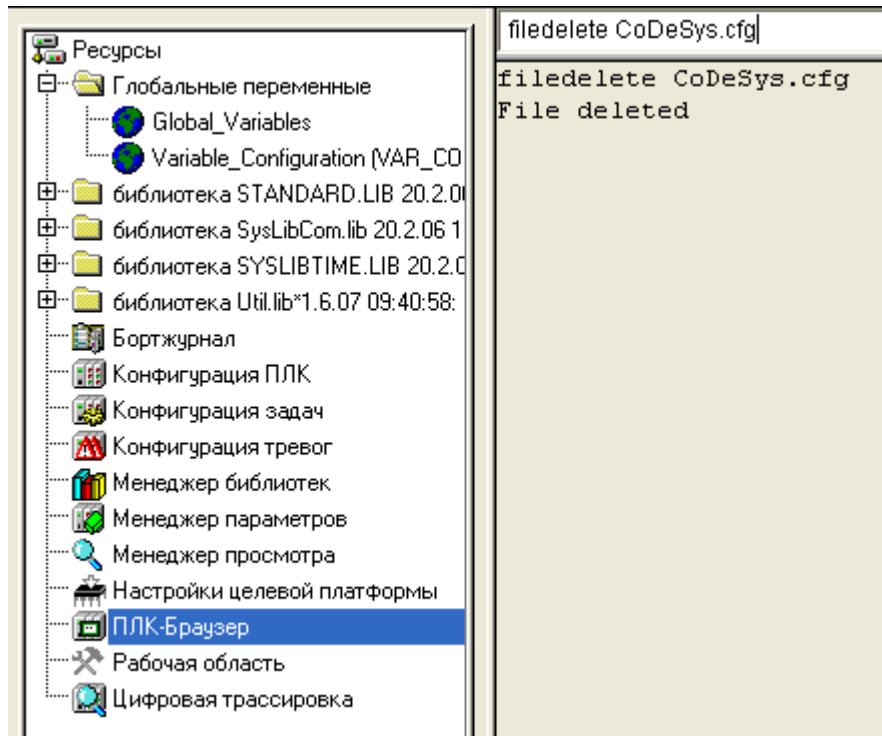 Ресурсы
Глобальные переменные
Global_Variables
Variable_Configuration (VAR_CO
библиотека STANDARD.LIB 20.2.0
библиотека SysLibCom.lib 20.2.06 1
библиотека SYSLIBTIME.LIB 20.2.0
библиотека Util.lib*1.6.07 09:40:58:
Бортжурнал
Конфигурация ПЛК
Конфигурация задач
Конфигурация тревог
Менеджер библиотек
Менеджер параметров
Менеджер просмотра
Настройки целевой платформы
ПЛК-Браузер
Рабочая область
Цифровая трассировка
filedelete CoDeSys.cfg
filedelete CoDeSys.cfg
File deleted